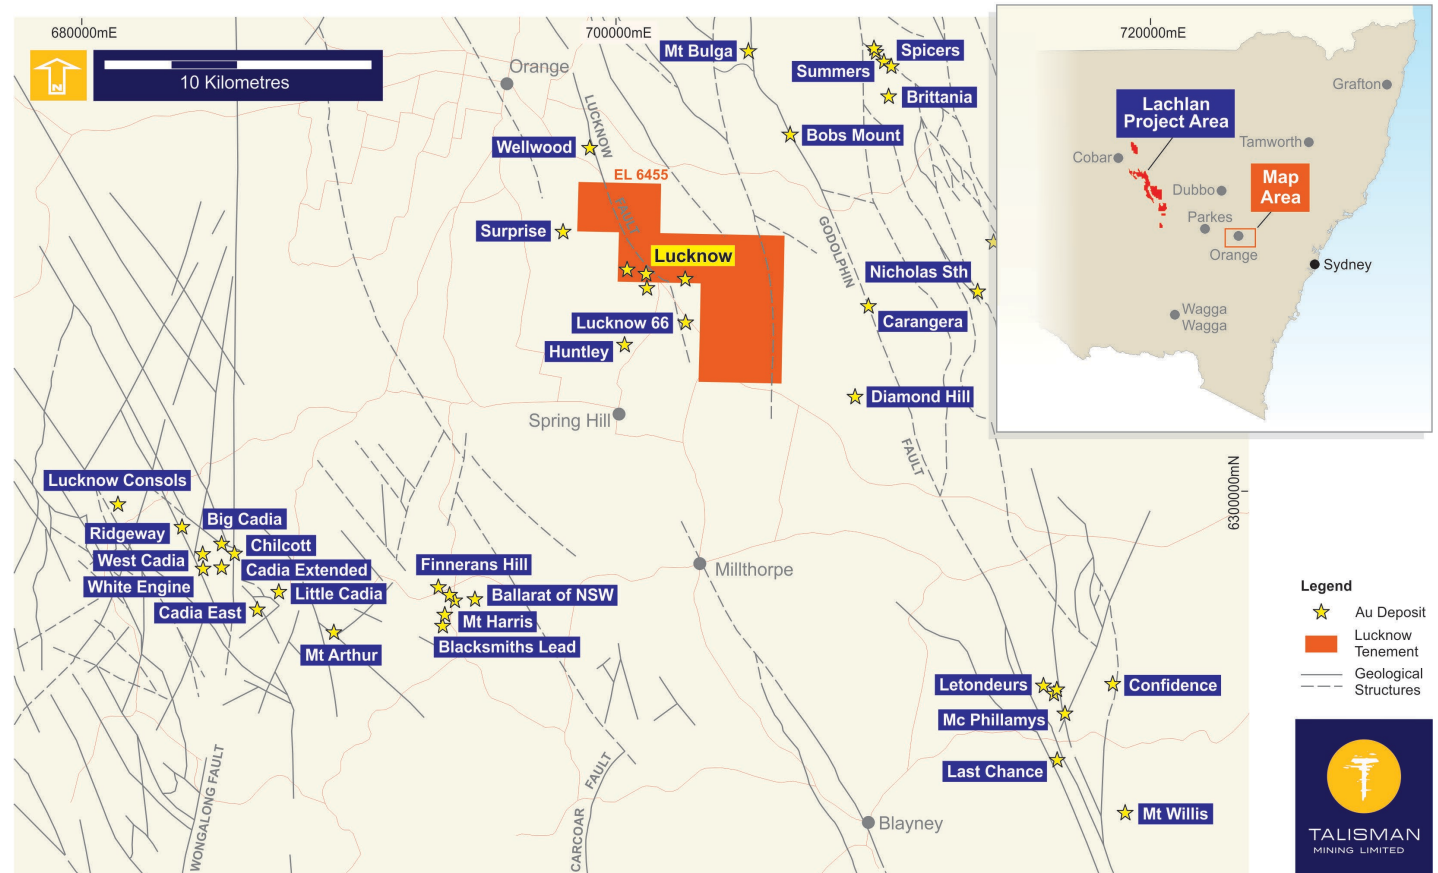 680000mE
700000mE
720000mE
N
10 Kilometres
Orange
Mt Bulga
Spicers
Summers
Brittania
Bobs Mount
Wellwood
LUCKNOW
FAULT
EL 6455
Surprise
Lucknow
GODOLPHIN
FAULT
Nicholas Sth
Carangera
Lucknow 66
Huntley
Diamond Hill
Spring Hill
6300000mN
Lucknow Consols
Ridgeway
Big Cadia
Chilcott
West Cadia
Cadia Extended
White Engine
Little Cadia
Cadia East
Mt Arthur
Finnerans Hill
Ballarat of NSW
Mt Harris
Blacksmiths Lead
Millthorpe
Letondeurs
Confidence
Mc Phillamys
Last Chance
Mt Willis
Blayney
WONGALONG FAULT
CARCOAR
FAULT
Lachlan
Project Area
Grafton
Tamworth
Cobar
Dubbo
Map
Area
Parkes
Orange
Sydney
Wagga
Wagga
Legend
Au Deposit
Lucknow
Tenement
Geological
Structures
TALISMAN
MINING LIMITED